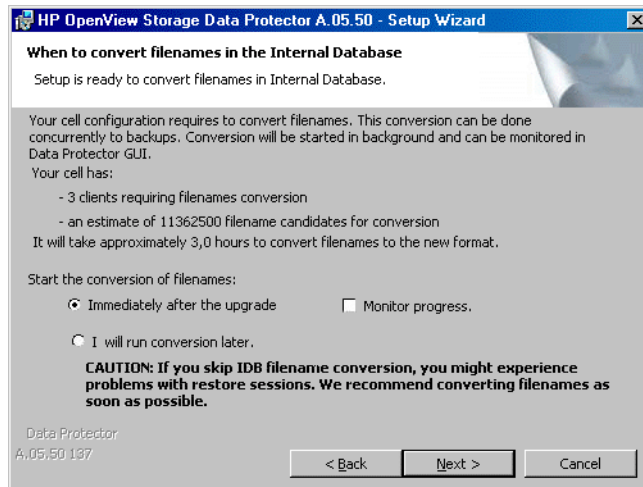 HP OpenView Storage Data Protector A.05.50 - Setup Wizard
When to convert filenames in the Internal Database
Setup is ready to convert filenames in Internal Database.
Your cell configuration requires to convert filenames. This conversion can be done
concurrently to backups. Conversion will be started in background and can be monitored in
Data Protector GUI.
Your cell has:
- 3 clients requiring filenames conversion
- an estimate of 11362500 filename candidates for conversion
It will take approximately 3,0 hours to convert filenames to the new format.
Start the conversion of filenames:
Immediately after the upgrade Monitor progress.
I will run conversion later.
CAUTION: If you skip IDB filename conversion, you might experience
problems with restore sessions. We recommend converting filenames as
soon as possible.
Data Protector
A.05.50 137
< Back Next > Cancel